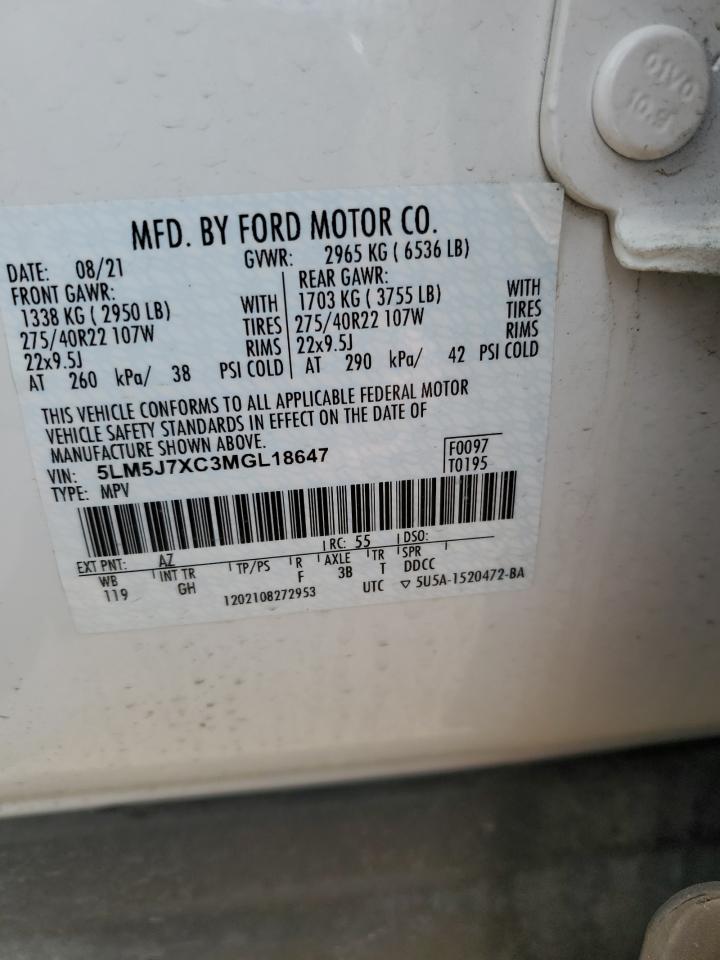 OIVO
10.9
MFD. BY FORD MOTOR CO.
DATE: 08/21 GVWR: 2965 KG ( 6536 LB)
FRONT GAWR: REAR GAWR:
1338 KG ( 2950 LB) WITH 1703 KG ( 3755 LB) WITH
275/40R22 107W TIRES 275/40R22 107W TIRES
22x9.5J RIMS 22x9.5J RIMS
AT 260 kPa/ 38 PSI COLD AT 290 kPa/ 42 PSI COLD
THIS VEHICLE CONFORMS TO ALL APPLICABLE FEDERAL MOTOR
VEHICLE SAFETY STANDARDS IN EFFECT ON THE DATE OF
MANUFACTURE SHOWN ABOVE.
VIN: 5LM5J7XC3MGL18647 F0097
TYPE: MPV T0195
EXT PNT: AZ RC: 55 DSO:
WB INT TR TP/PS R AXLE TR SPR
119 GH F 3B T DDCC
1202108272953 UTC ▽ 5U5A-1520472-BA